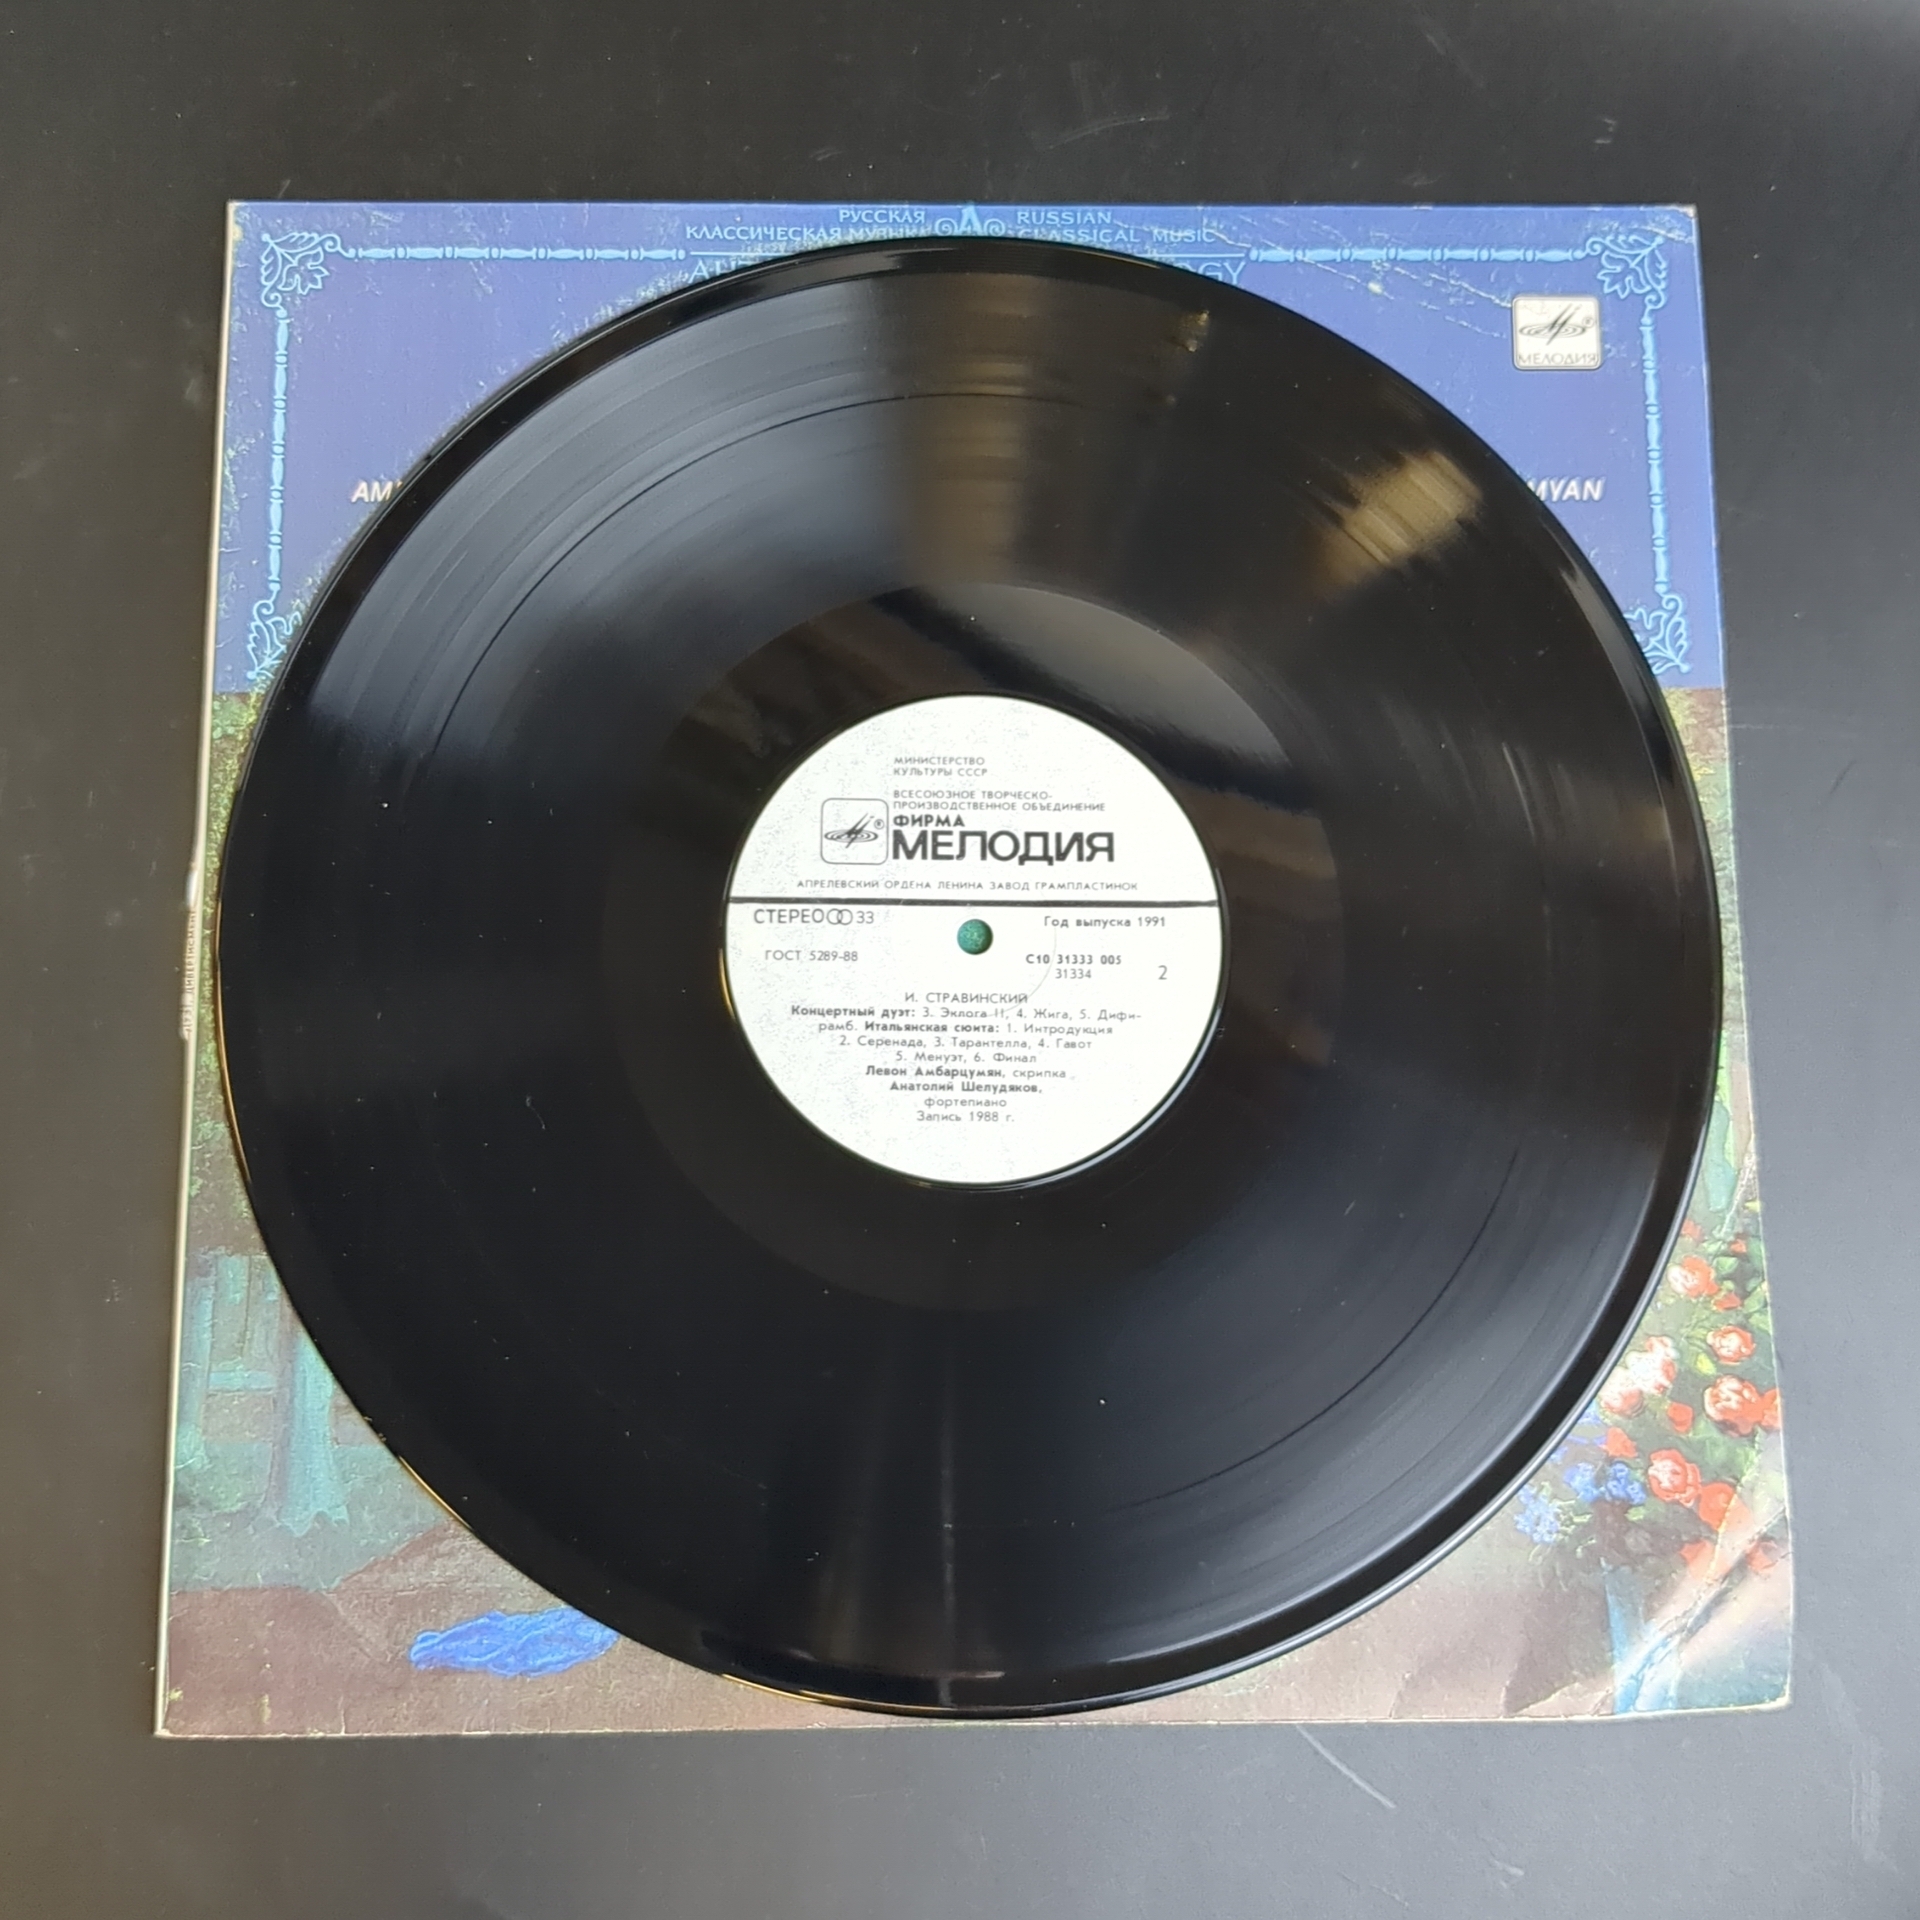 РУССКАЯ RUSSIAN
КЛАССИЧЕСКАЯ МУЗЫКА CLASSICAL MUSIC
МЕЛОДИЯ
МИНИСТЕРСТВО
КУЛЬТУРЫ СССР
ВСЕСОЮЗНОЕ ТВОРЧЕСКО-
ПРОИЗВОДСТВЕННОЕ ОБЪЕДИНЕНИЕ
ФИРМА
МЕЛОДИЯ
АПРЕЛЕВСКИЙ ОРДЕНА ЛЕНИНА ЗАВОД ГРАМПЛАСТИНОК
СТЕРЕО 33 Год выпуска 1991
ГОСТ 5289-88 С10 31333 005
31334 2
И. СТРАВИНСКИЙ
Концертный дуэт: 3. Эклога II, 4. Жига, 5. Дифи-
рамб. Итальянская сюита: 1. Интродукция
2. Серенада, 3. Тарантелла, 4. Гавот
5. Менуэт, 6. Финал
Левон Амбарцумян, скрипка
Анатолий Шелудяков,
фортепиано
Запись 1988 г.